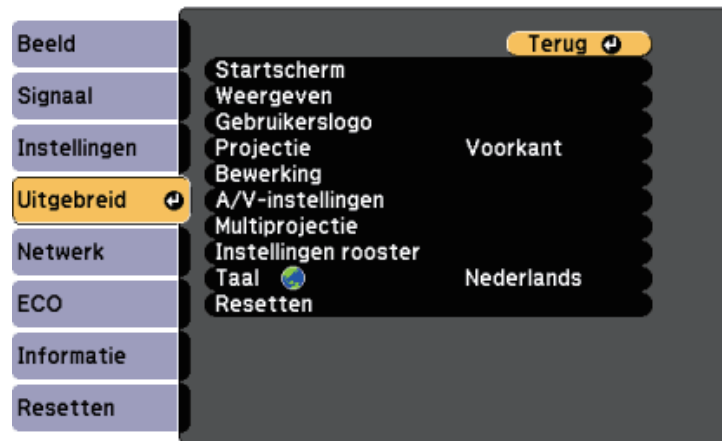 Beeld
Signaal
Instellingen
Uitgebreid
Netwerk
ECO
Informatie
Resetten
Terug
Startscherm
Weergeven
Gebruikerslogo
Projectie Voorkant
Bewerking
A/V-instellingen
Multiprojectie
Instellingen rooster
Taal Nederlands
Resetten